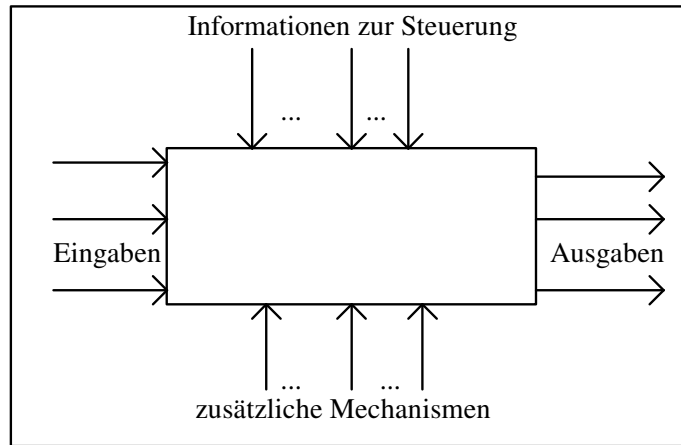 Informationen zur Steuerung
... ...
Eingaben Ausgaben
... ...
zusätzliche Mechanismen